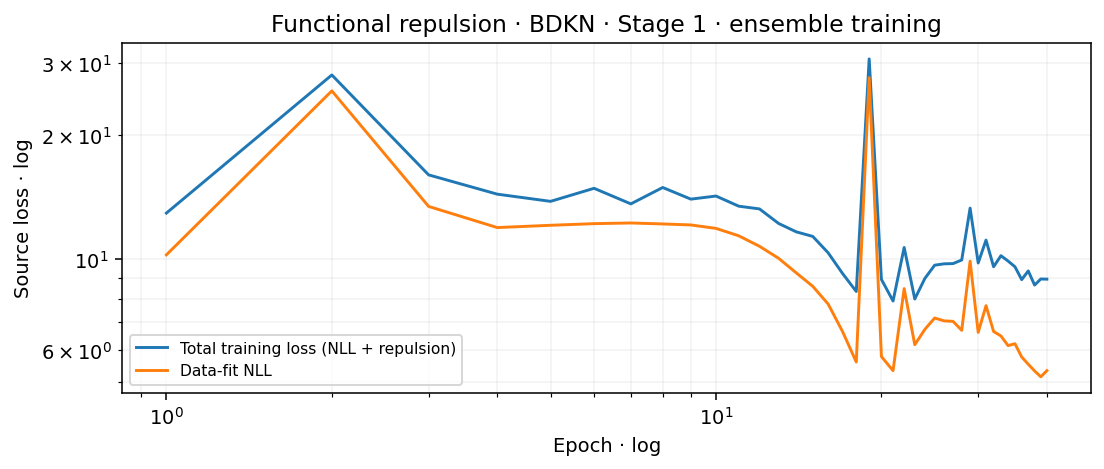 Functional repulsion · BDKN · Stage 1 · ensemble training
Source loss · log
3 × 10¹
2 × 10¹
10¹
6 × 10⁰
Total training loss (NLL + repulsion)
Data-fit NLL
10⁰
10¹
Epoch · log